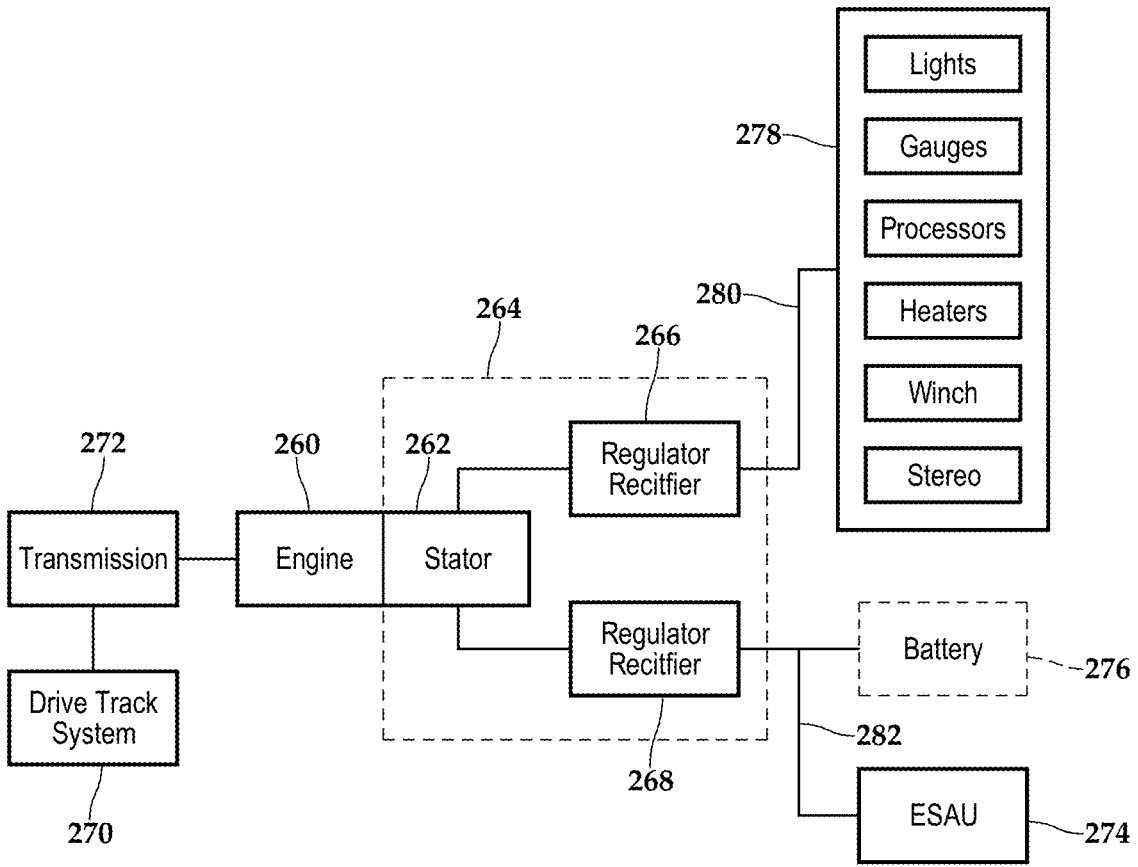 Lights
278
Gauges
Processors
280
Heaters
264
266
Winch
272
260
262
Regulator
Recitfier
Stereo
Transmission
Engine
Stator
Regulator
Recitfier
Battery
276
Drive Track
System
282
268
270
ESAU
274